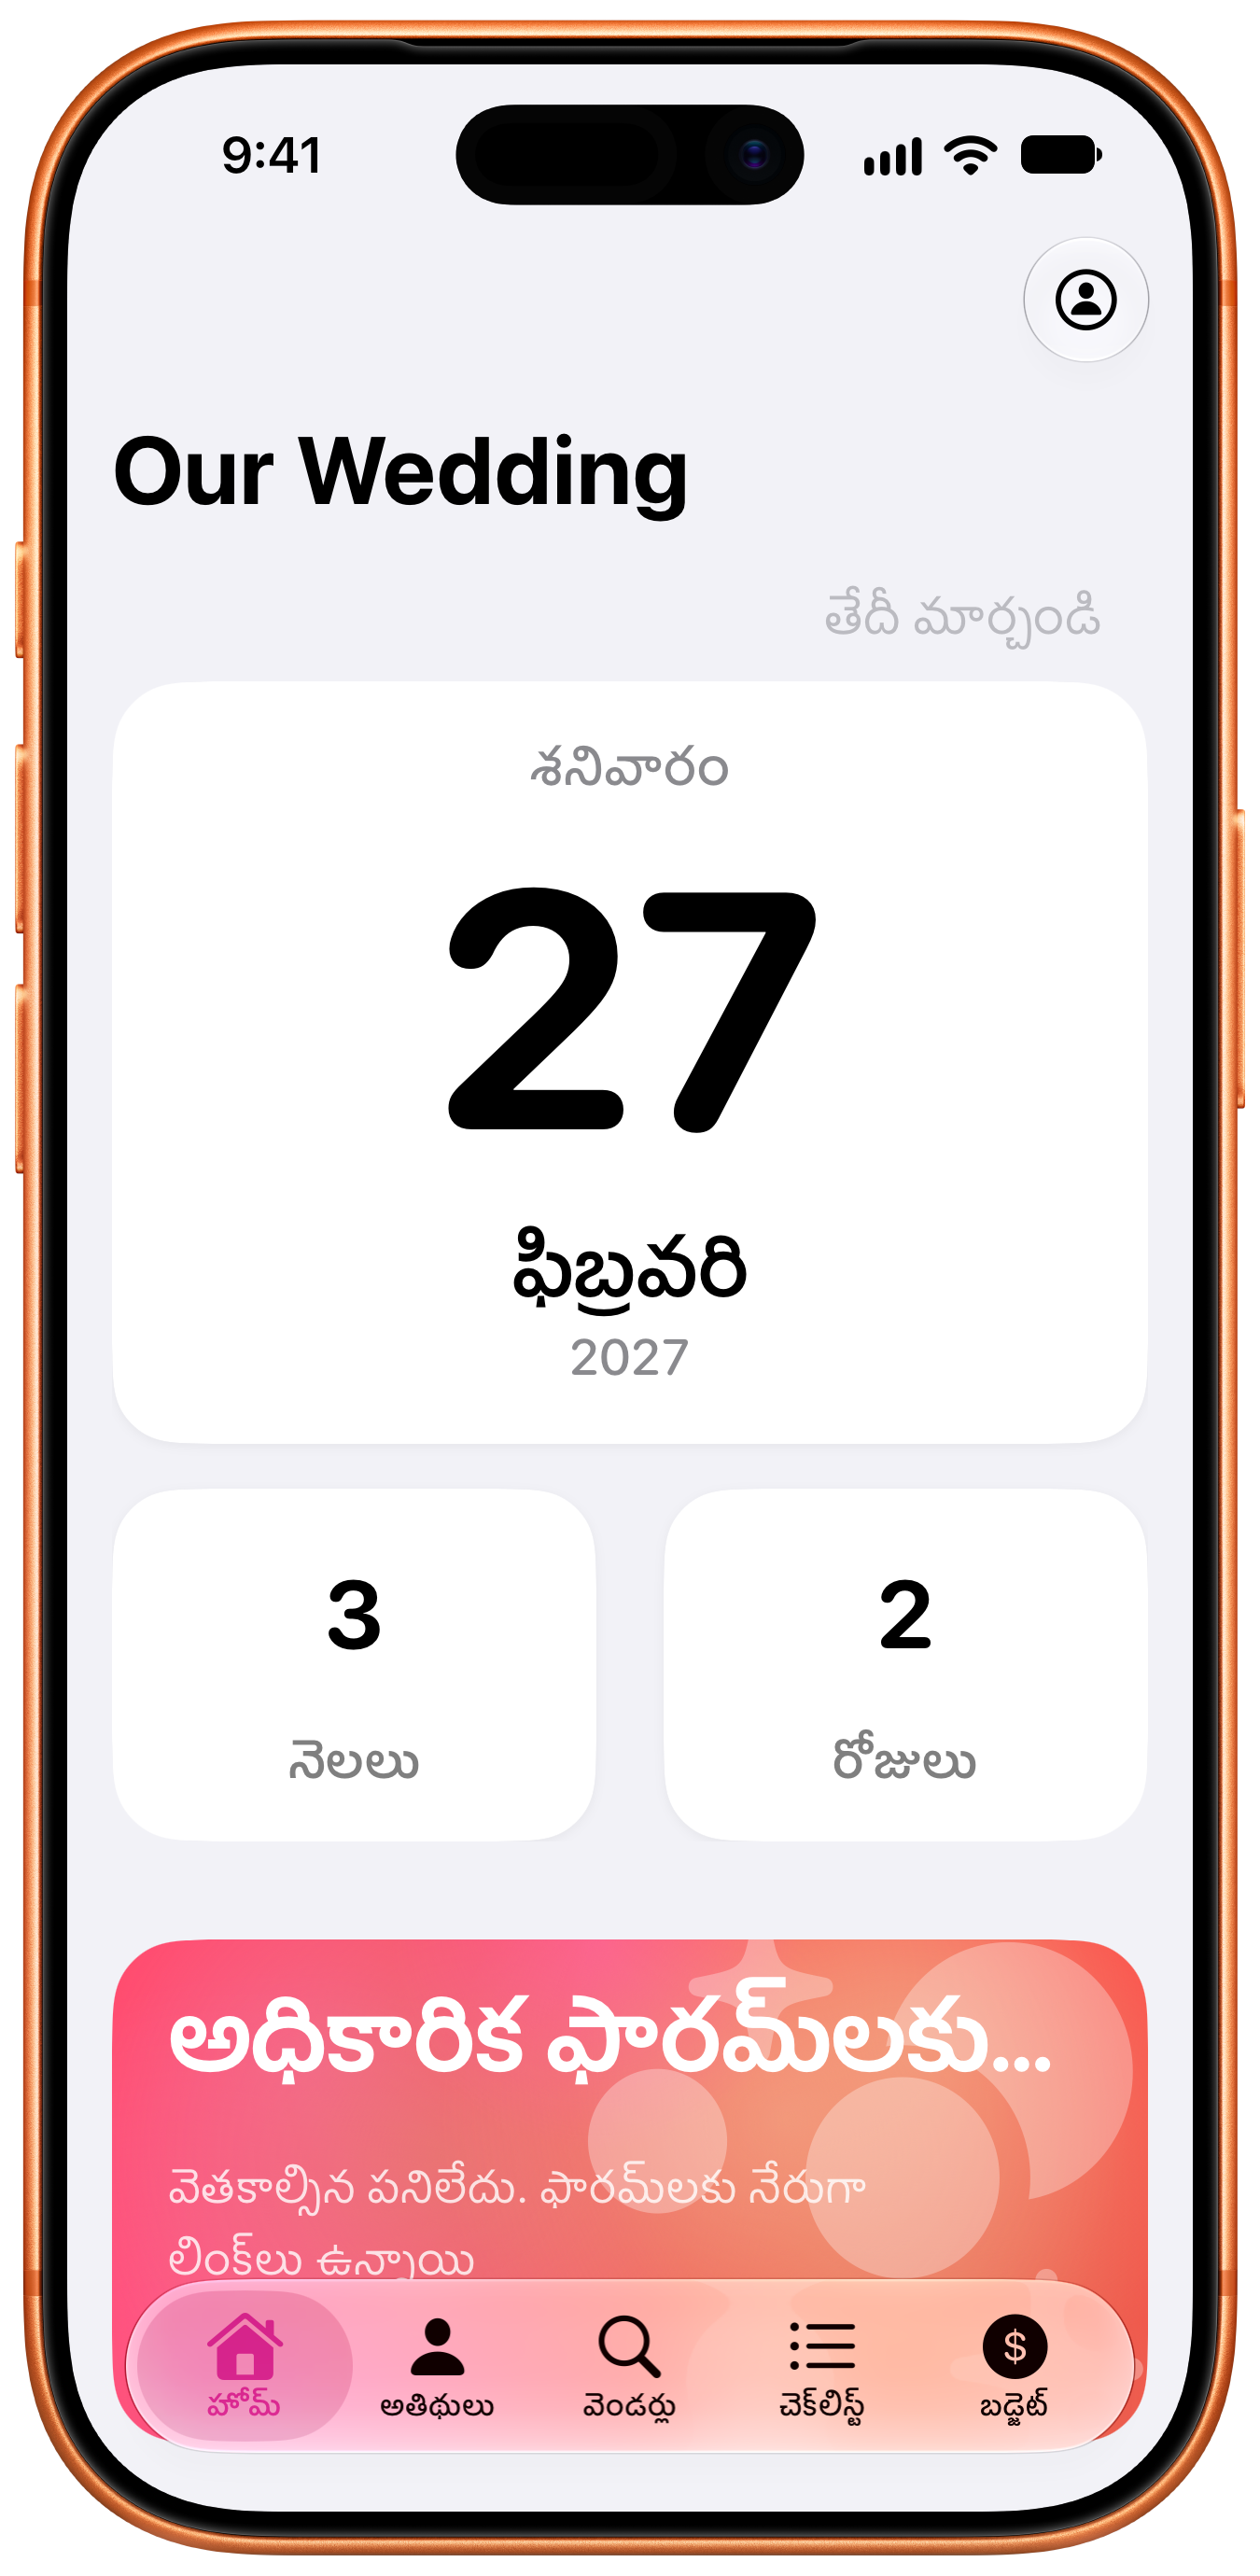 9:41
Our Wedding
తేదీ మార్చండి
శనివారం
27
ఫిబ్రవరి
2027
3
2
నెలలు
రోజులు
అధికారిక ఫారమ్‌లకు...
వెతకాల్సిన పనిలేదు. ఫారమ్‌లకు నేరుగా
లింక్‌లు ఉన్నాయి
హోమ్
అతిథులు
వెండర్లు
చెక్‌లిస్ట్
బడ్జెట్